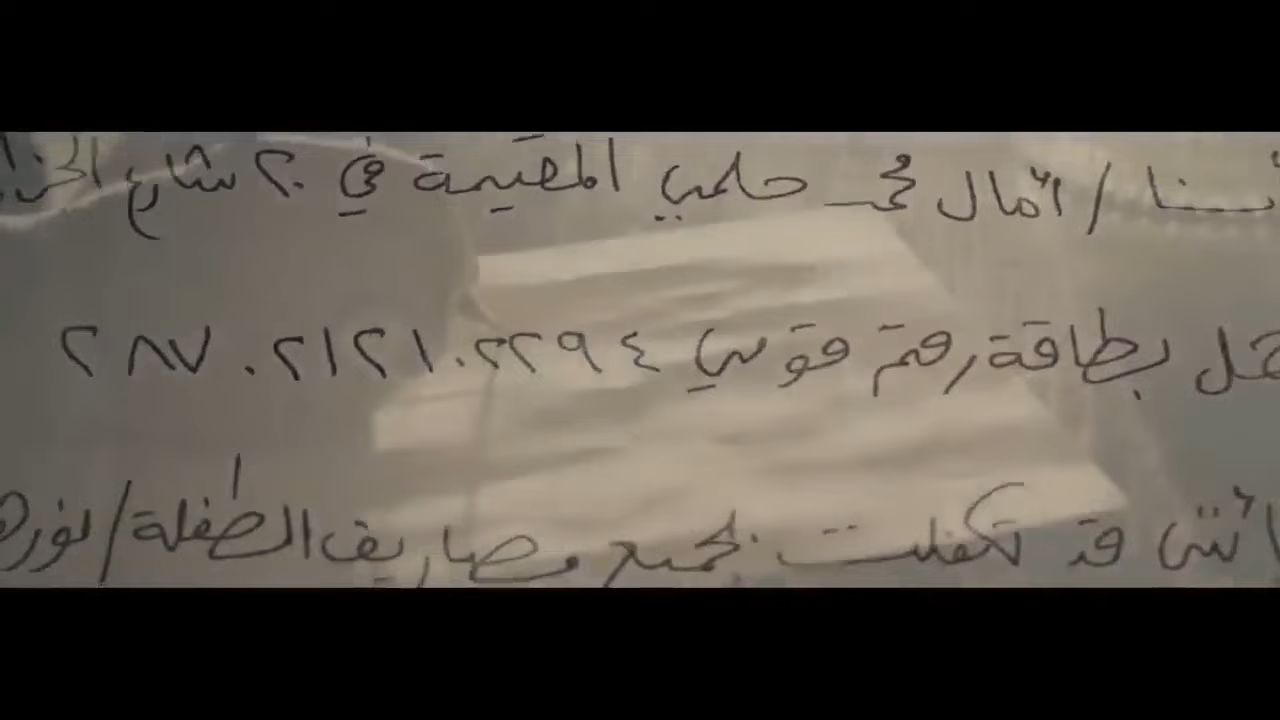 أنا / آمال محمد حلمي المقيمة في ٢٠ شارع
بطاقة رقم قومي ٢٨٧٠٢١٢١٠٢٢٩٤
قد تكفلت بجميع مصاريف الطفلة /